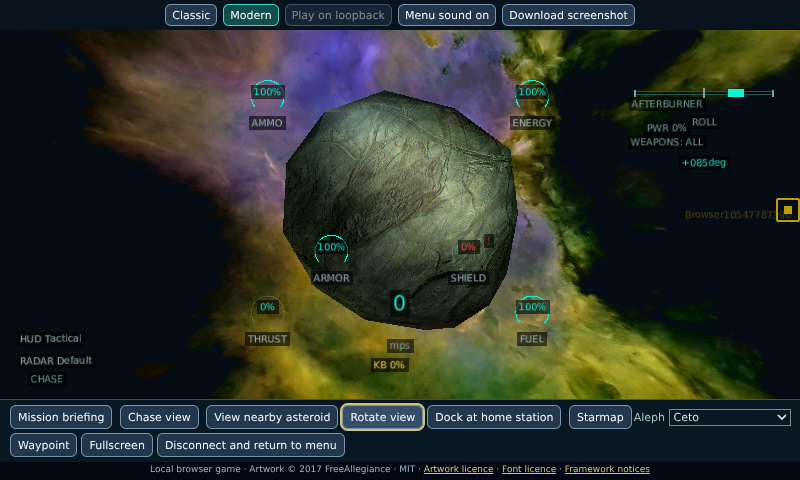 Classic Modern Play on loopback Menu sound on Download screenshot
100% 100%
AMMO ENERGY
AFTERBURNER
ROLL
PWR 0%
WEAPONS: ALL
+085deg
100% 0%
ARMOR SHIELD
0% 0 100%
THRUST FUEL
mps
KB 0%
HUD Tactical
RADAR Default
CHASE
Mission briefing Chase view View nearby asteroid Rotate view Dock at home station Starmap Aleph Ceto
Waypoint Fullscreen Disconnect and return to menu
Local browser game · Artwork © 2017 FreeAllegiance · MIT · Artwork licence · Font licence · Framework notices